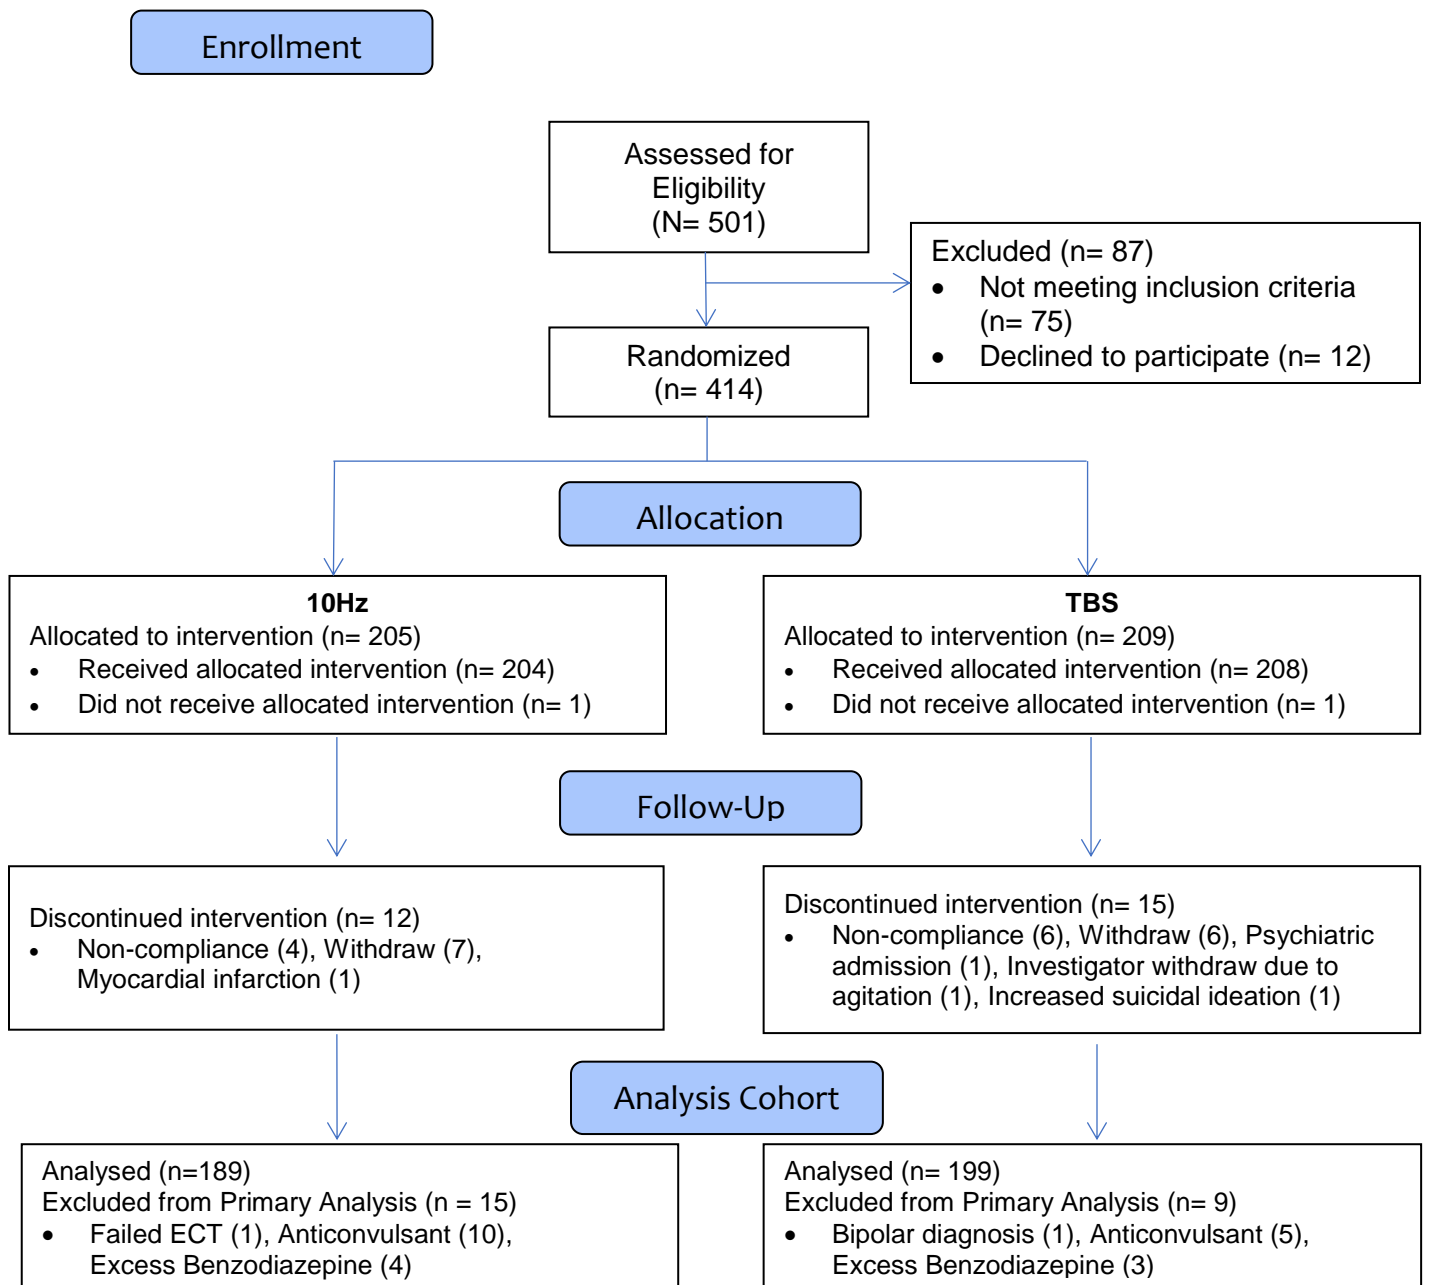 Enrollment
Assessed for
Eligibility
(N= 501)
Excluded (n= 87)
• Not meeting inclusion criteria
(n= 75)
• Declined to participate (n= 12)
Randomized
(n= 414)
Allocation
10Hz
Allocated to intervention (n= 205)
• Received allocated intervention (n= 204)
• Did not receive allocated intervention (n= 1)
TBS
Allocated to intervention (n= 209)
• Received allocated intervention (n= 208)
• Did not receive allocated intervention (n= 1)
Follow-Up
Discontinued intervention (n= 12)
• Non-compliance (4), Withdraw (7),
Myocardial infarction (1)
Discontinued intervention (n= 15)
• Non-compliance (6), Withdraw (6), Psychiatric
admission (1), Investigator withdraw due to
agitation (1), Increased suicidal ideation (1)
Analysis Cohort
Analysed (n=189)
Excluded from Primary Analysis (n = 15)
• Failed ECT (1), Anticonvulsant (10),
Excess Benzodiazepine (4)
Analysed (n= 199)
Excluded from Primary Analysis (n= 9)
• Bipolar diagnosis (1), Anticonvulsant (5),
Excess Benzodiazepine (3)